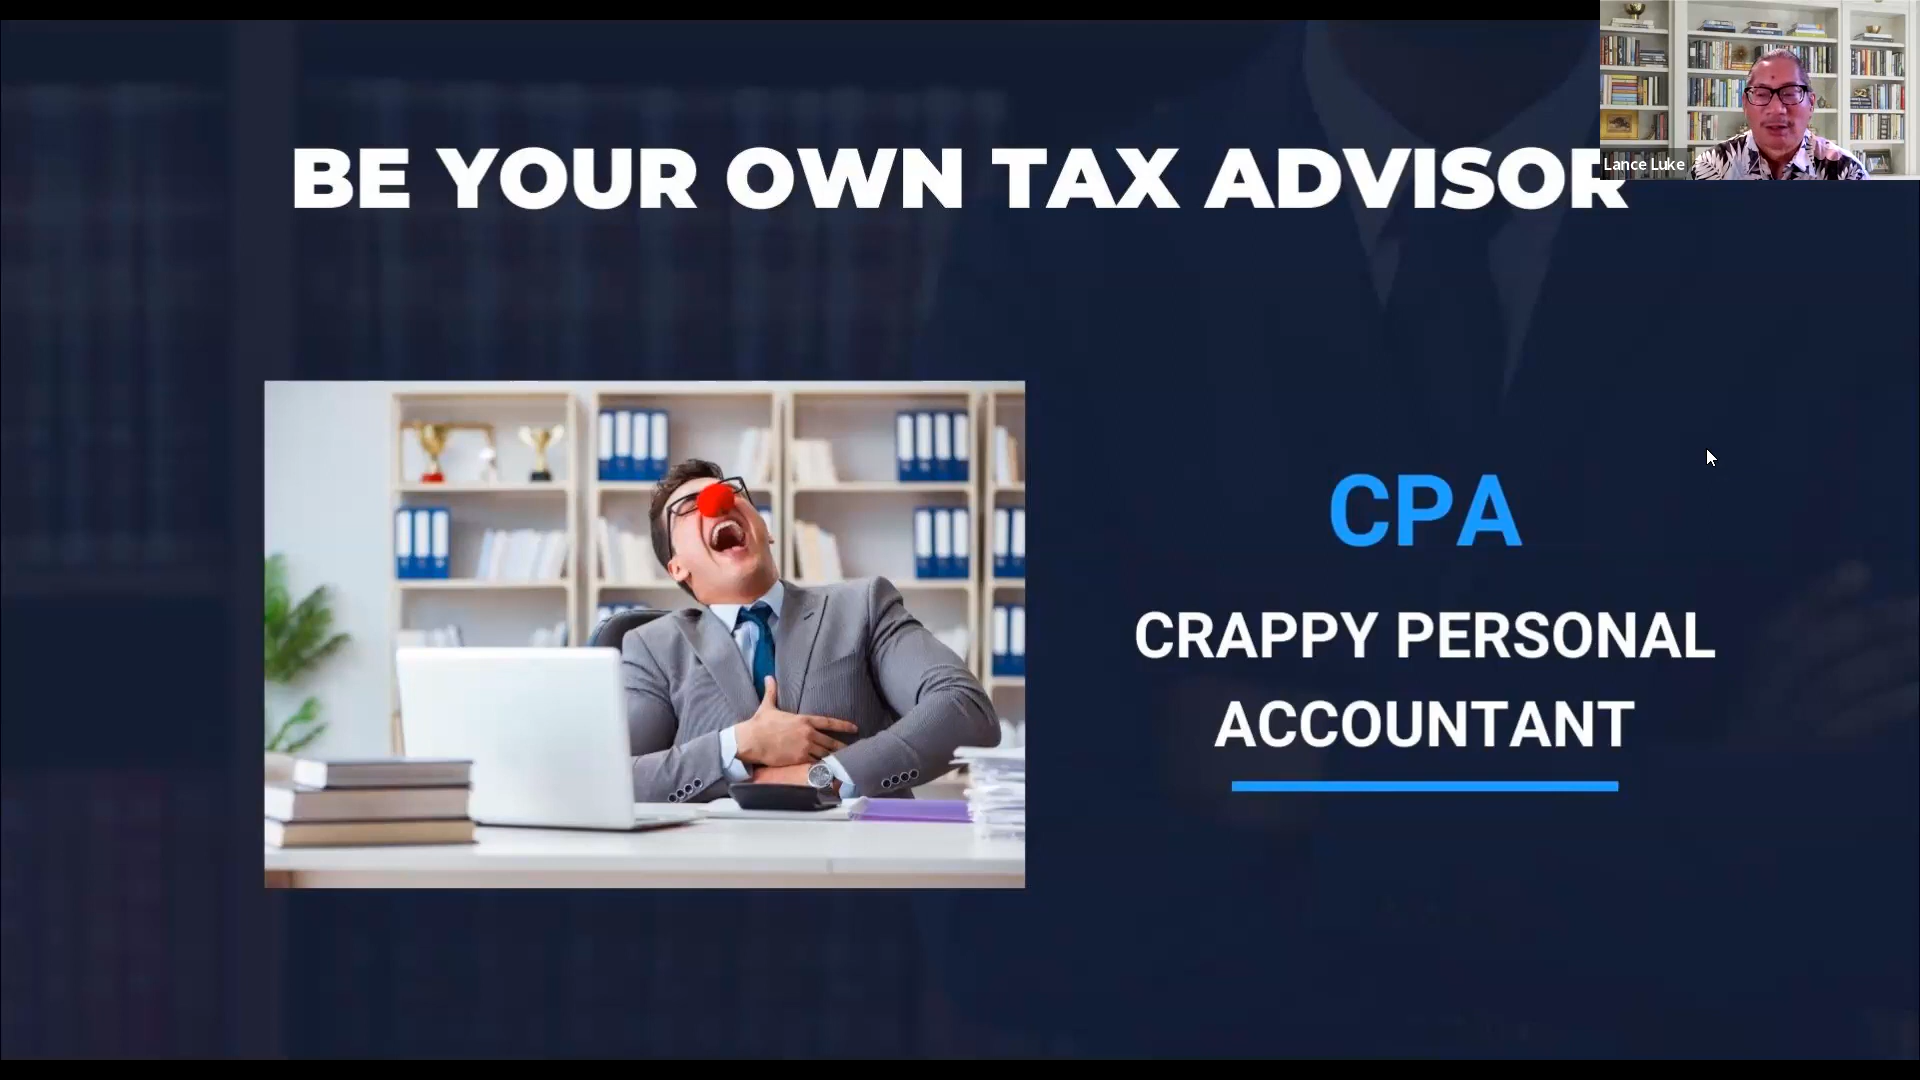 BE YOUR OWN TAX ADVISOR
Lance Luke
CPA
CRAPPY PERSONAL
ACCOUNTANT